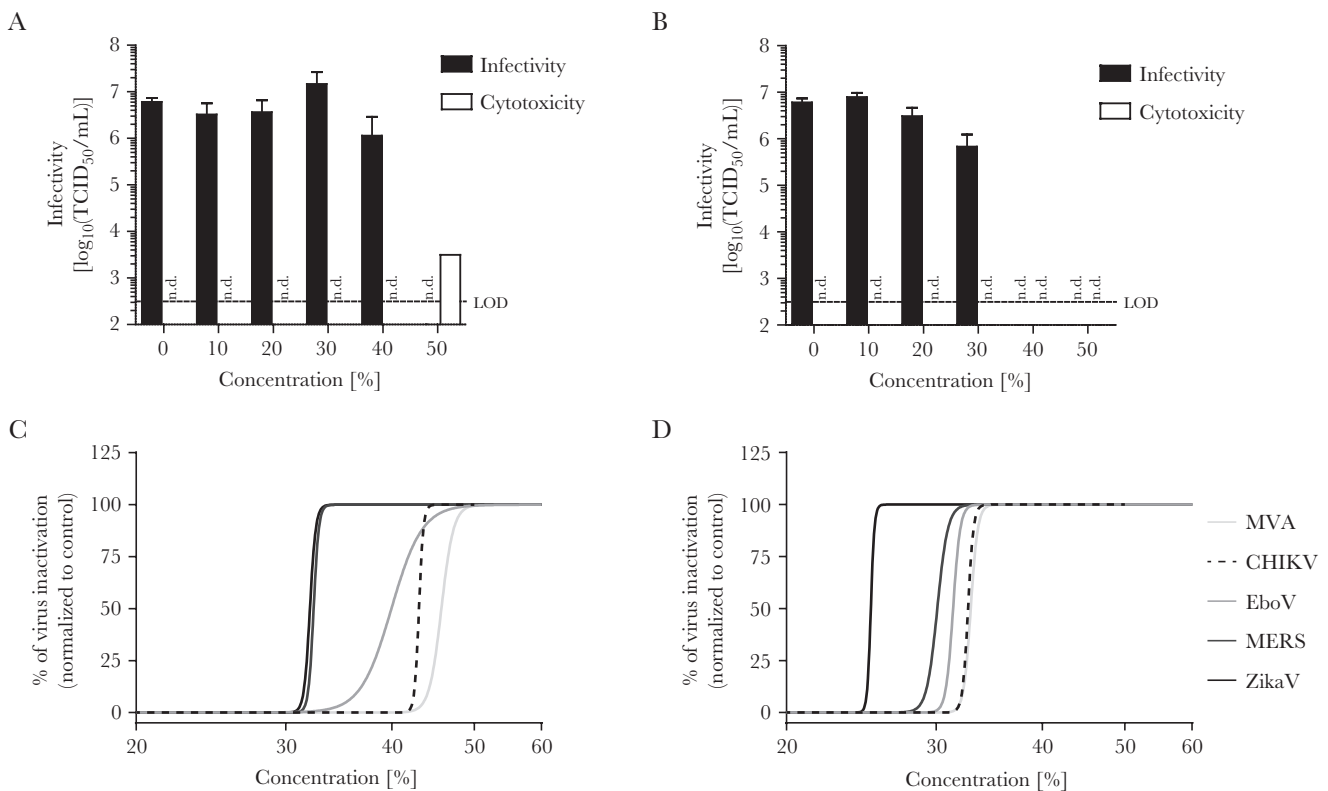 A
8
7
6
5
4
3
2
Infectivity
[log10(TCID50/mL)]
Infectivity
Cytotoxicity
n.d.
n.d.
n.d.
n.d.
n.d.
n.d.
LOD
0
10
20
30
40
50
Concentration [%]
B
8
7
6
5
4
3
2
Infectivity
[log10(TCID50/mL)]
Infectivity
Cytotoxicity
n.d.
n.d.
n.d.
n.d.
n.d.
n.d.
n.d.
n.d.
LOD
0
10
20
30
40
50
Concentration [%]
C
125
100
75
50
25
0
% of virus inactivation
(normalized to control)
20
30
40
50
60
Concentration [%]
D
125
100
75
50
25
0
% of virus inactivation
(normalized to control)
20
30
40
50
60
Concentration [%]
MVA
CHIKV
EboV
MERS
ZikaV